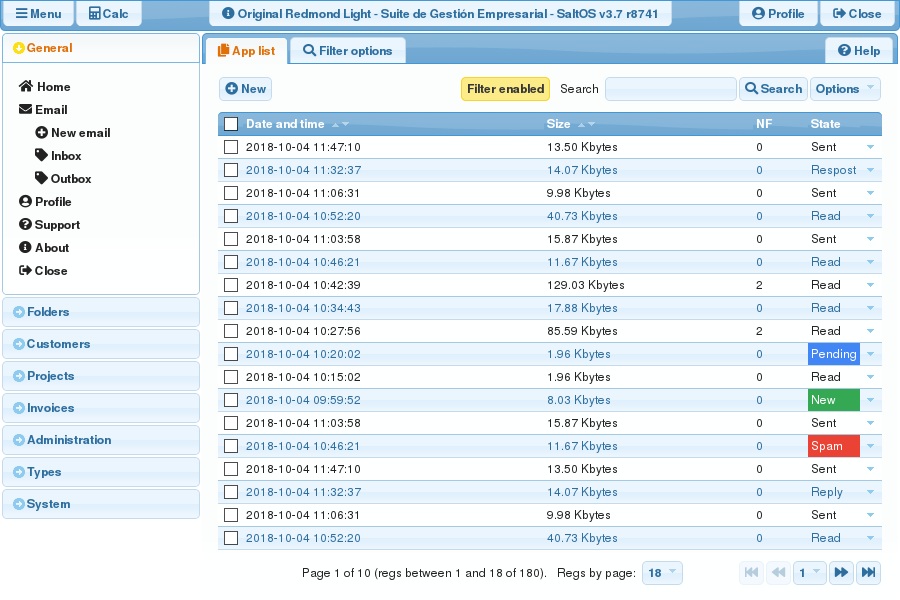 Menu Calc Original Redmond Light - Suite de Gestión Empresarial - SaltOS v3.7 r8741 Profile Close
General
Home
Email
New email
Inbox
Outbox
Profile
Support
About
Close
Folders
Customers
Projects
Invoices
Administration
Types
System
App list Filter options Help
New Filter enabled Search Search Options
Date and time Size NF State
2018-10-04 11:47:10 13.50 Kbytes 0 Sent
2018-10-04 11:32:37 14.07 Kbytes 0 Respost
2018-10-04 11:06:31 9.98 Kbytes 0 Sent
2018-10-04 10:52:20 40.73 Kbytes 0 Read
2018-10-04 11:03:58 15.87 Kbytes 0 Sent
2018-10-04 10:46:21 11.67 Kbytes 0 Read
2018-10-04 10:42:39 129.03 Kbytes 2 Read
2018-10-04 10:34:43 17.88 Kbytes 0 Read
2018-10-04 10:27:56 85.59 Kbytes 2 Read
2018-10-04 10:20:02 1.96 Kbytes 0 Pending
2018-10-04 10:15:02 1.96 Kbytes 0 Read
2018-10-04 09:59:52 8.03 Kbytes 0 New
2018-10-04 11:03:58 15.87 Kbytes 0 Sent
2018-10-04 10:46:21 11.67 Kbytes 0 Spam
2018-10-04 11:47:10 13.50 Kbytes 0 Sent
2018-10-04 11:32:37 14.07 Kbytes 0 Reply
2018-10-04 11:06:31 9.98 Kbytes 0 Sent
2018-10-04 10:52:20 40.73 Kbytes 0 Read
Page 1 of 10 (regs between 1 and 18 of 180). Regs by page: 18 1